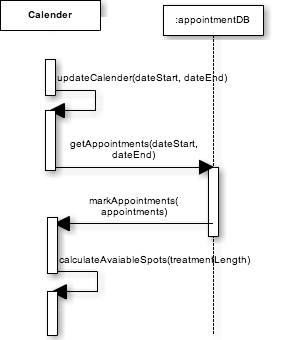 Calender
:appointmentDB
updateCalender(dateStart, dateEnd)
getAppointments(dateStart,
dateEnd)
markAppointments(
appointments)
calculateAvaiableSpots(treatmentLength)